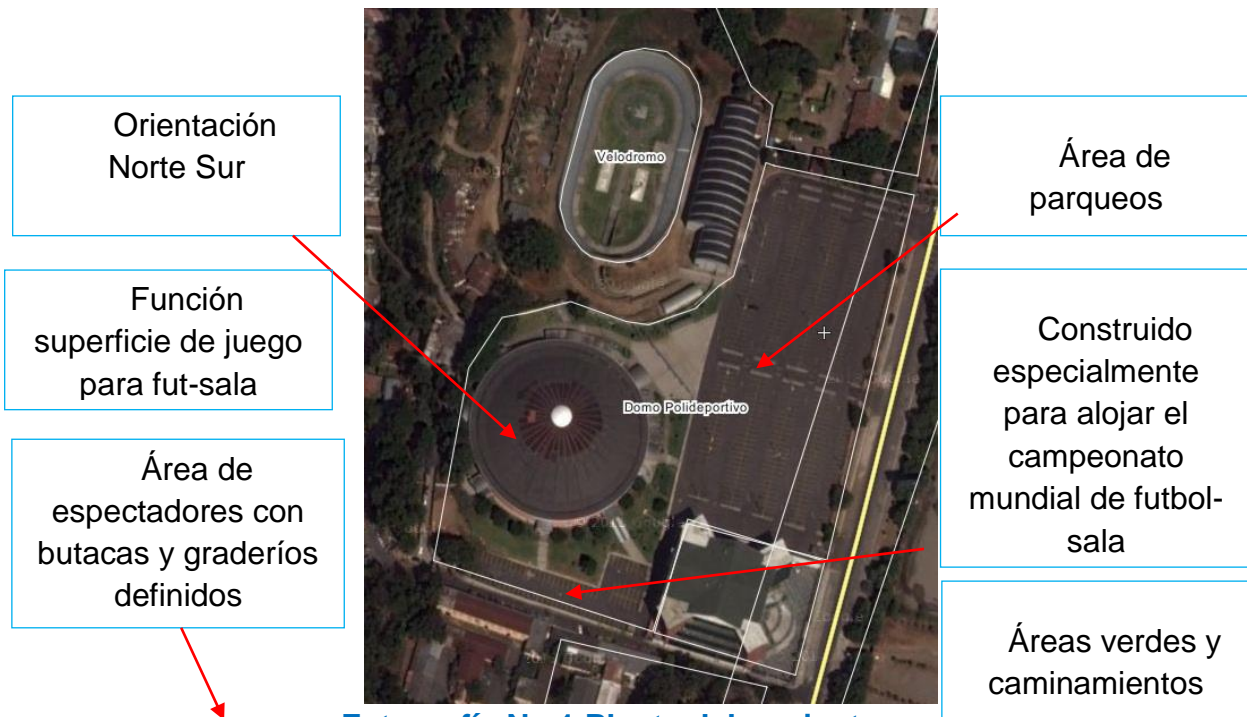 Orientación
Norte Sur
Función
superficie de juego
para fut-sala
Área de
espectadores con
butacas y graderíos
definidos
Velodromo
Domo Polideportivo
Área de
parqueos
Construido
especialmente
para alojar el
campeonato
mundial de futbol-
sala
Áreas verdes y
caminamientos